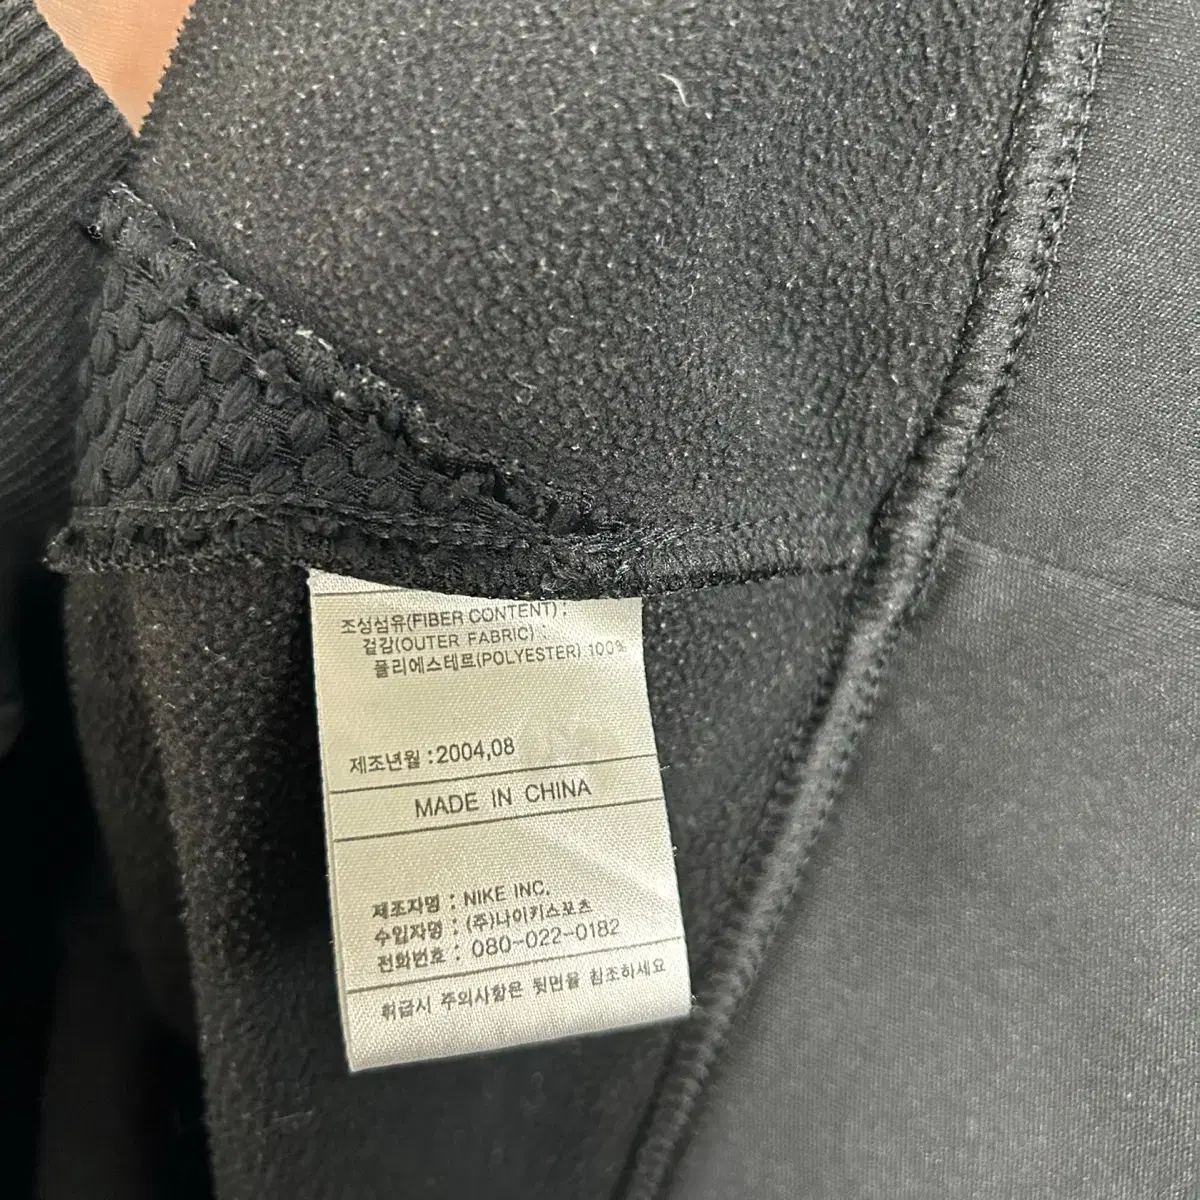 조성섬유(FIBER CONTENT) :
겉감(OUTER FABRIC) :
폴리에스테르(POLYESTER) 100%
제조년월 : 2004,08
MADE IN CHINA
제조자명 : NIKE INC.
수입자명 : (주)나이키스포츠
전화번호 : 080-022-0182
취급시 주의사항은 뒷면을 참조하세요